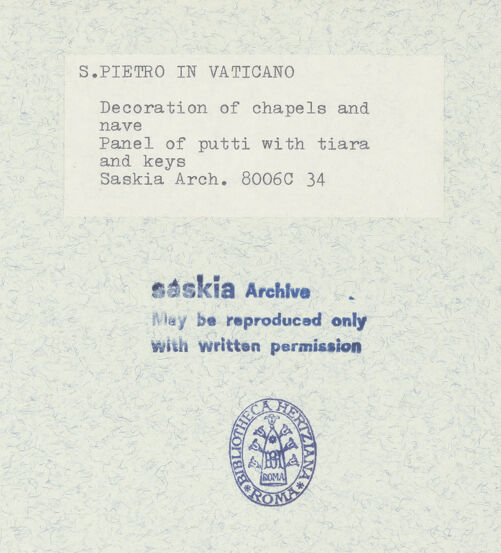 S.PIETRO IN VATICANO
Decoration of chapels and
nave
Panel of putti with tiara
and keys
Saskia Arch. 8006C 34
saskia Archive
May be reproduced only
with written permission
BIBLIOTHECA HERTZIANA
ROMA
ROMA